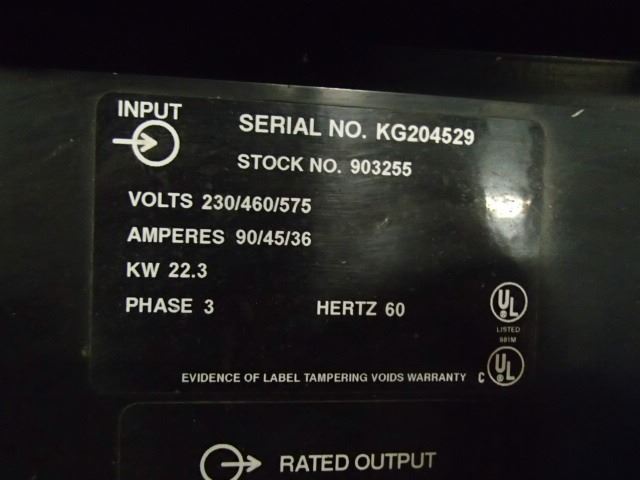 INPUT
SERIAL NO. KG204529
STOCK NO. 903255
VOLTS 230/460/575
AMPERES 90/45/36
KW 22.3
PHASE 3 HERTZ 60
UL
LISTED
981M
EVIDENCE OF LABEL TAMPERING VOIDS WARRANTY C UL
RATED OUTPUT